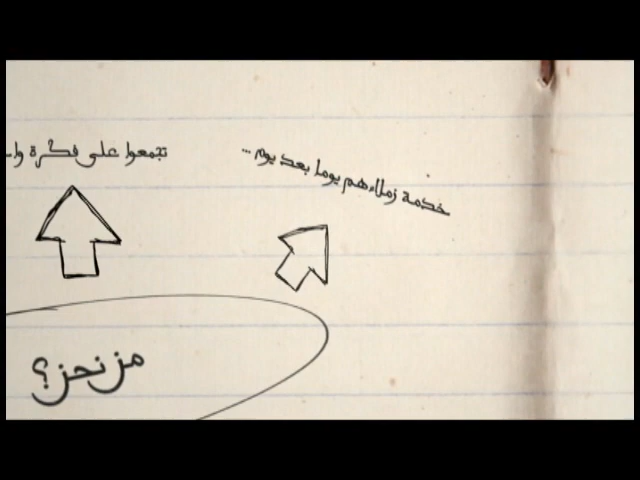 خدمة زملاءهم يوما بعد يوم ...
تجمعوا على فكرة
من نحن؟